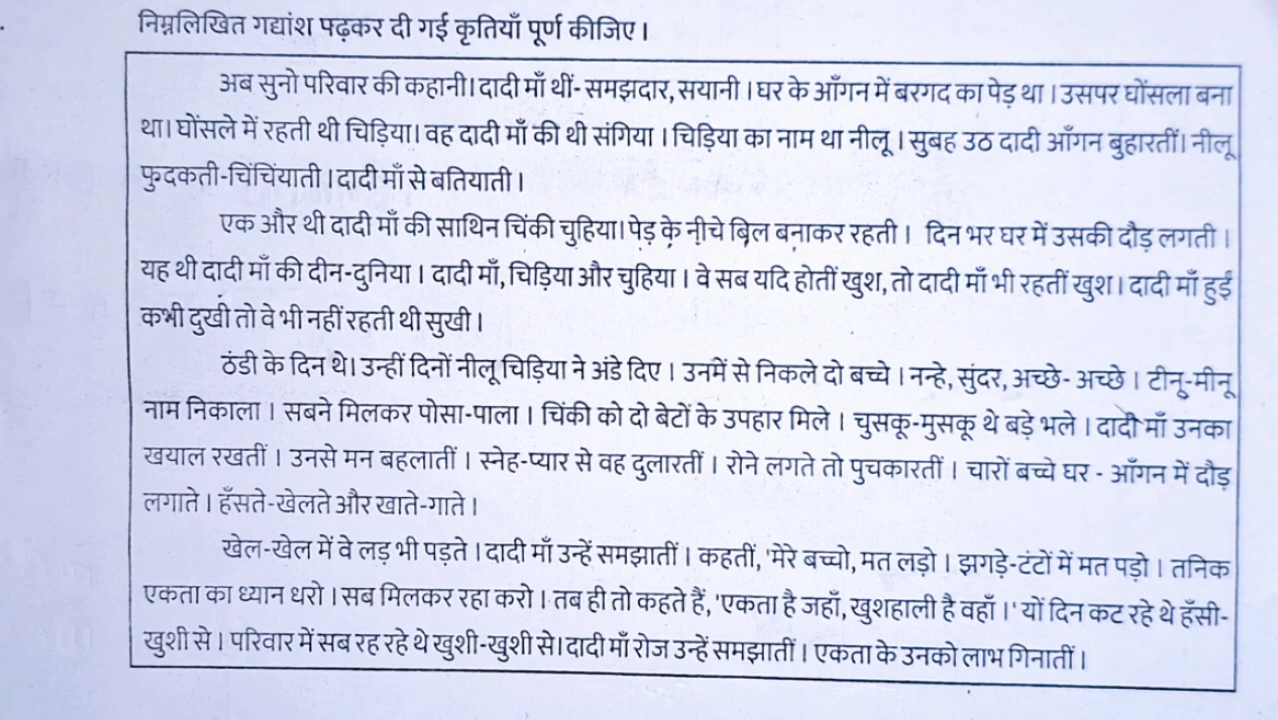 निम्नलिखित गद्यांश पढ़कर दी गई कृतियाँ पूर्ण कीजिए।
अब सुनो परिवार की कहानी। दादी माँ थीं- समझदार, सयानी। घर के आँगन में बरगद का पेड़ था। उसपर घोंसला बना
था। घोंसले में रहती थी चिड़िया। वह दादी माँ की थी संगिया। चिड़िया का नाम था नीलू। सुबह उठ दादी आँगन बुहारतीं। नीलू
फुदकती-चिंचियाती। दादी माँ से बतियाती।
एक और थी दादी माँ की साथिन चिंकी चुहिया। पेड़ के नीचे बिल बनाकर रहती। दिन भर घर में उसकी दौड़ लगती।
यह थी दादी माँ की दीन-दुनिया। दादी माँ, चिड़िया और चुहिया। वे सब यदि होतीं खुश, तो दादी माँ भी रहतीं खुश। दादी माँ हुईं
कभी दुखी तो वे भी नहीं रहती थी सुखी।
ठंडी के दिन थे। उन्हीं दिनों नीलू चिड़िया ने अंडे दिए। उनमें से निकले दो बच्चे। नन्हे, सुंदर, अच्छे- अच्छे। टीनू-मीनू
नाम निकाला। सबने मिलकर पोसा-पाला। चिंकी को दो बेटों के उपहार मिले। चुसकू-मुसकू थे बड़े भले। दादी माँ उनका
खयाल रखतीं। उनसे मन बहलातीं। स्नेह-प्यार से वह दुलारतीं। रोने लगते तो पुचकारतीं। चारों बच्चे घर - आँगन में दौड़
लगाते। हँसते-खेलते और खाते-गाते।
खेल-खेल में वे लड़ भी पड़ते। दादी माँ उन्हें समझातीं। कहतीं, 'मेरे बच्चो, मत लड़ो। झगड़े-टंटों में मत पड़ो। तनिक
एकता का ध्यान धरो। सब मिलकर रहा करो। तब ही तो कहते हैं, 'एकता है जहाँ, खुशहाली है वहाँ।' यों दिन कट रहे थे हँसी-
खुशी से। परिवार में सब रह रहे थे खुशी-खुशी से। दादी माँ रोज उन्हें समझातीं। एकता के उनको लाभ गिनातीं।